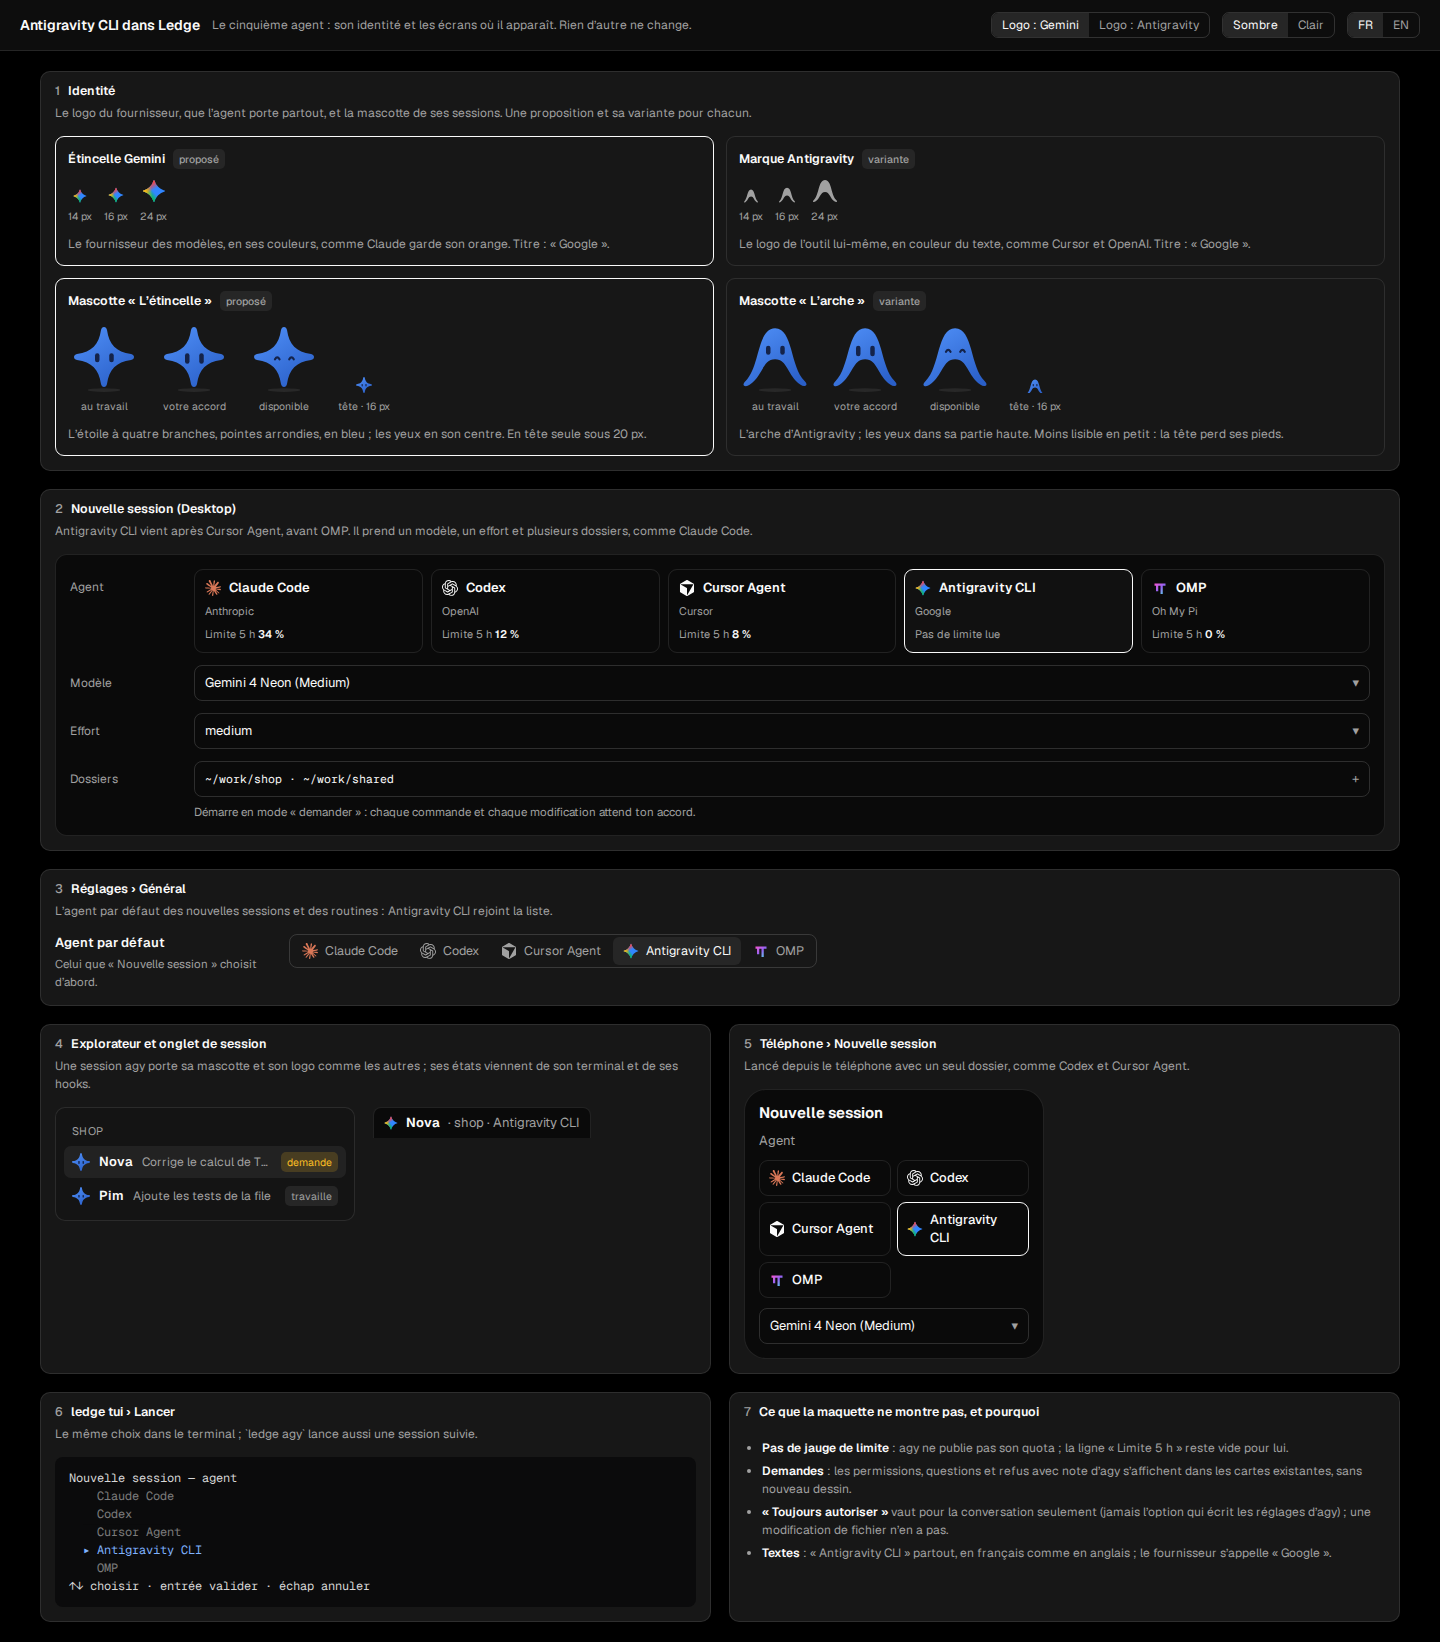 Antigravity CLI dans Ledge
Le cinquième agent : son identité et les écrans où il apparaît. Rien d'autre ne change.
Logo : Gemini
Logo : Antigravity
Sombre
Clair
FR
EN
1 Identité
Le logo du fournisseur, que l'agent porte partout, et la mascotte de ses sessions. Une proposition et sa variante pour chacun.
Étincelle Gemini
proposé
14 px
16 px
24 px
Le fournisseur des modèles, en ses couleurs, comme Claude garde son orange. Titre : « Google ».
Marque Antigravity
variante
14 px
16 px
24 px
Le logo de l'outil lui-même, en couleur du texte, comme Cursor et OpenAI. Titre : « Google ».
Mascotte « L'étincelle »
proposé
au travail
votre accord
disponible
tête · 16 px
L'étoile à quatre branches, pointes arrondies, en bleu ; les yeux en son centre. En tête seule sous 20 px.
Mascotte « L'arche »
variante
au travail
votre accord
disponible
tête · 16 px
L'arche d'Antigravity ; les yeux dans sa partie haute. Moins lisible en petit : la tête perd ses pieds.
2 Nouvelle session (Desktop)
Antigravity CLI vient après Cursor Agent, avant OMP. Il prend un modèle, un effort et plusieurs dossiers, comme Claude Code.
Agent
Claude Code
Anthropic
Limite 5 h 34 %
Codex
OpenAI
Limite 5 h 12 %
Cursor Agent
Cursor
Limite 5 h 8 %
Antigravity CLI
Google
Pas de limite lue
OMP
Oh My Pi
Limite 5 h 0 %
Modèle
Gemini 4 Neon (Medium)
▾
Effort
medium
▾
Dossiers
~/work/shop · ~/work/shared
+
Démarre en mode « demander » : chaque commande et chaque modification attend ton accord.
3 Réglages › Général
L'agent par défaut des nouvelles sessions et des routines : Antigravity CLI rejoint la liste.
Agent par défaut
Celui que « Nouvelle session » choisit
d'abord.
Claude Code
Codex
Cursor Agent
Antigravity CLI
OMP
4 Explorateur et onglet de session
Une session agy porte sa mascotte et son logo comme les autres ; ses états viennent de son terminal et de ses
hooks.
SHOP
Nova Corrige le calcul de T… demande
Pim Ajoute les tests de la file travaille
Nova · shop · Antigravity CLI
5 Téléphone › Nouvelle session
Lancé depuis le téléphone avec un seul dossier, comme Codex et Cursor Agent.
Nouvelle session
Agent
Claude Code
Codex
Cursor Agent
Antigravity
CLI
OMP
Gemini 4 Neon (Medium)
▾
6 ledge tui › Lancer
Le même choix dans le terminal ; `ledge agy` lance aussi une session suivie.
Nouvelle session — agent
Claude Code
Codex
Cursor Agent
▸ Antigravity CLI
OMP
↑↓ choisir · entrée valider · échap annuler
7 Ce que la maquette ne montre pas, et pourquoi
• Pas de jauge de limite : agy ne publie pas son quota ; la ligne « Limite 5 h » reste vide pour lui.
• Demandes : les permissions, questions et refus avec note d'agy s'affichent dans les cartes existantes, sans
nouveau dessin.
• « Toujours autoriser » vaut pour la conversation seulement (jamais l'option qui écrit les réglages d'agy) ; une
modification de fichier n'en a pas.
• Textes : « Antigravity CLI » partout, en français comme en anglais ; le fournisseur s'appelle « Google ».